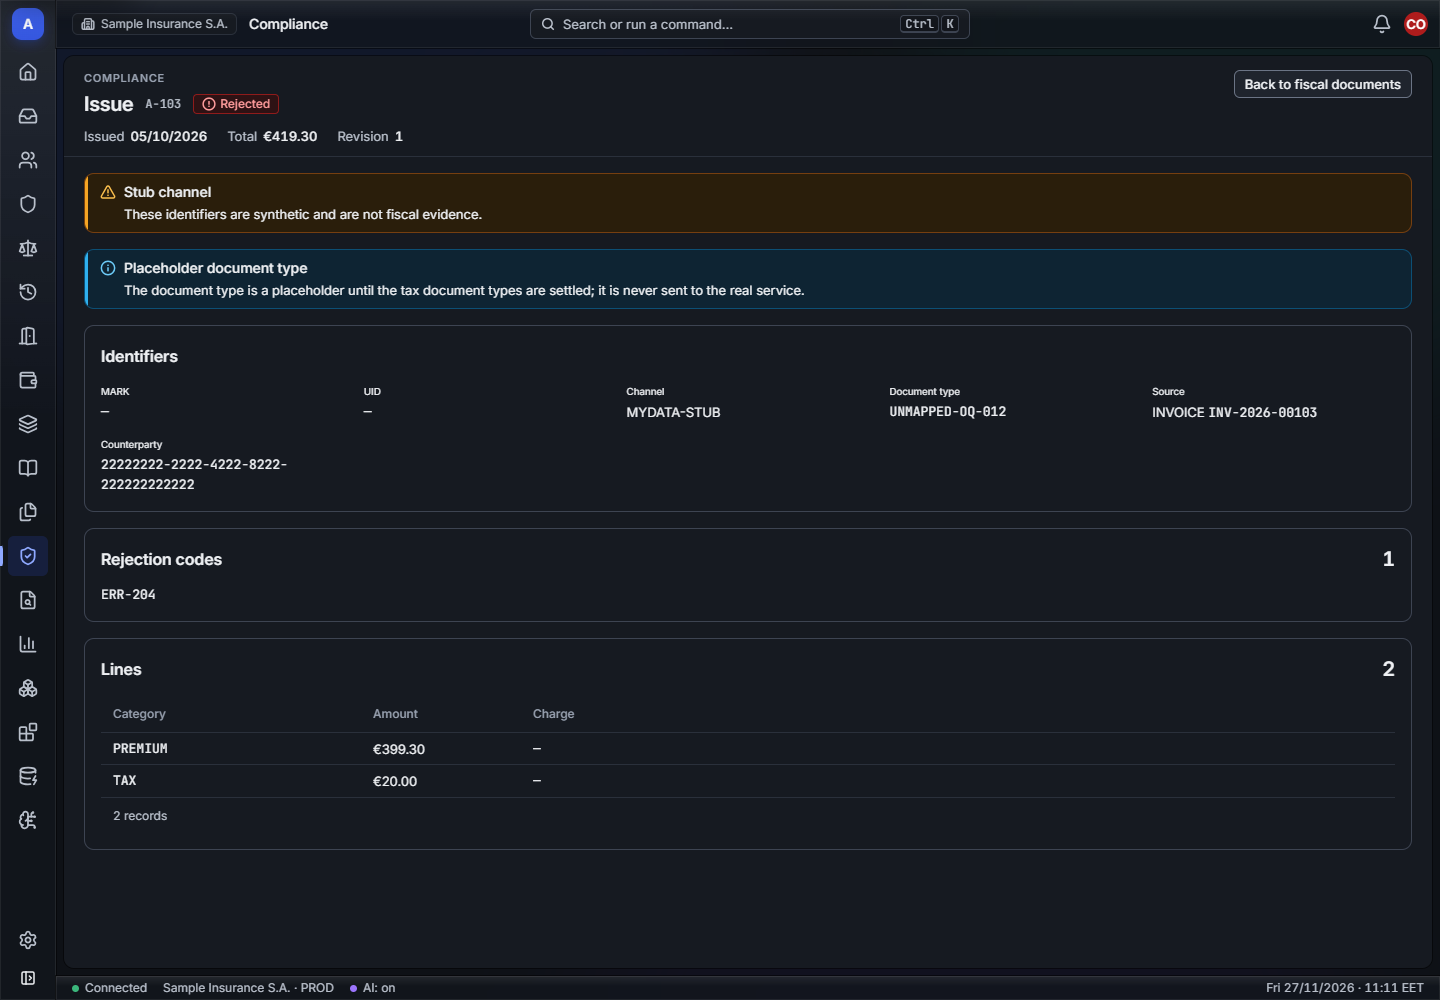 A
Sample Insurance S.A.
Compliance
Search or run a command...
Ctrl K
CO
COMPLIANCE
Issue A-103 Rejected
Back to fiscal documents
Issued 05/10/2026 Total €419.30 Revision 1
Stub channel
These identifiers are synthetic and are not fiscal evidence.
Placeholder document type
The document type is a placeholder until the tax document types are settled; it is never sent to the real service.
Identifiers
MARK UID Channel Document type Source
— — MYDATA-STUB UNMAPPED-OQ-012 INVOICE INV-2026-00103
Counterparty
22222222-2222-4222-8222-
222222222222
Rejection codes 1
ERR-204
Lines 2
Category Amount Charge
PREMIUM €399.30 —
TAX €20.00 —
2 records
Connected Sample Insurance S.A. · PROD AI: on Fri 27/11/2026 · 11:11 EET